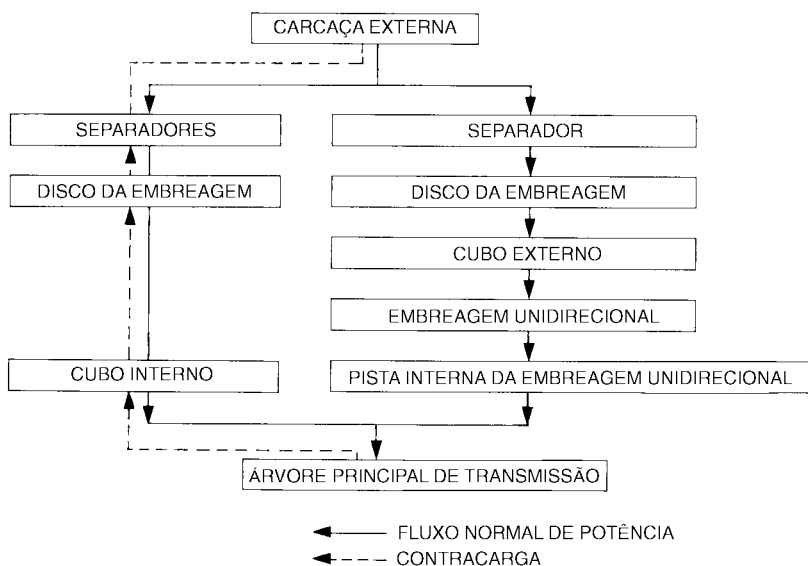 CARCAÇA EXTERNA
SEPARADORES
SEPARADOR
DISCO DA EMBREAGEM
DISCO DA EMBREAGEM
CUBO EXTERNO
EMBREAGEM UNIDIRECIONAL
CUBO INTERNO
PISTA INTERNA DA EMBREAGEM UNIDIRECIONAL
ÁRVORE PRINCIPAL DE TRANSMISSÃO
FLUXO NORMAL DE POTÊNCIA
CONTRACARGA